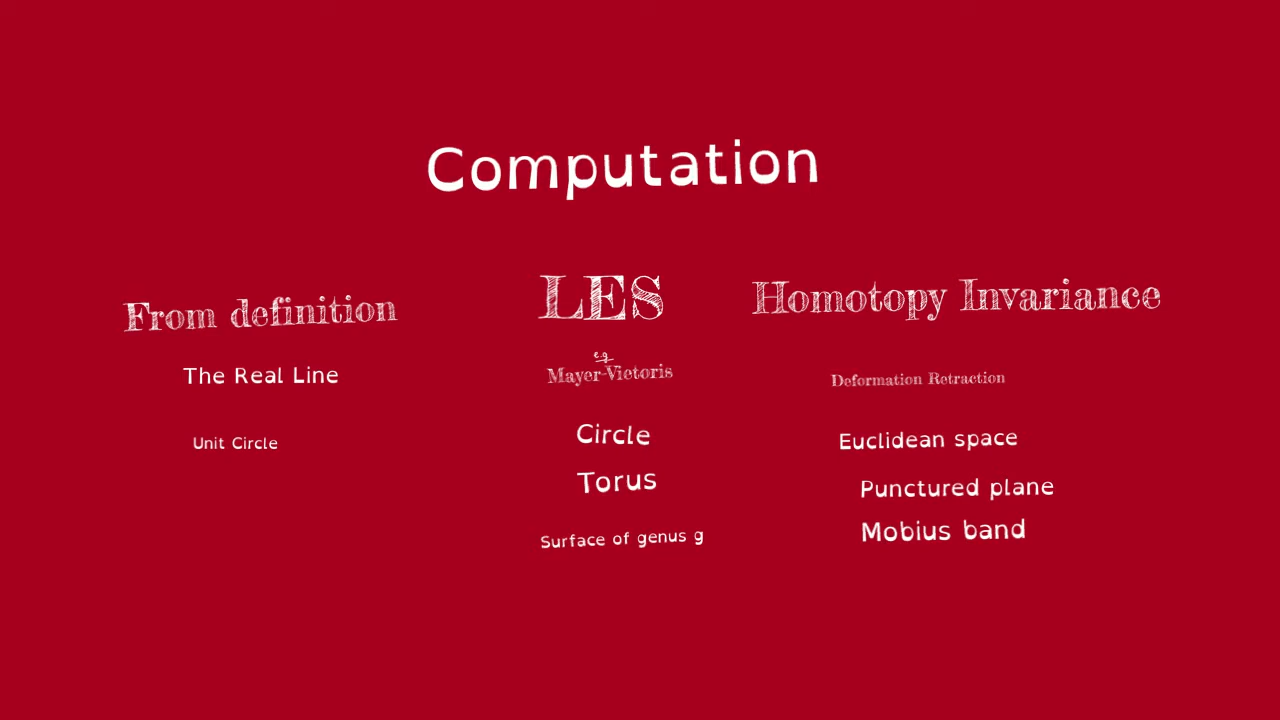 Computation
From definition
The Real Line
Unit Circle
LES
e.g
Mayer-Victoris
Circle
Torus
Surface of genus g
Homotopy Invariance
Deformation Retraction
Euclidean space
Punctured plane
Mobius band